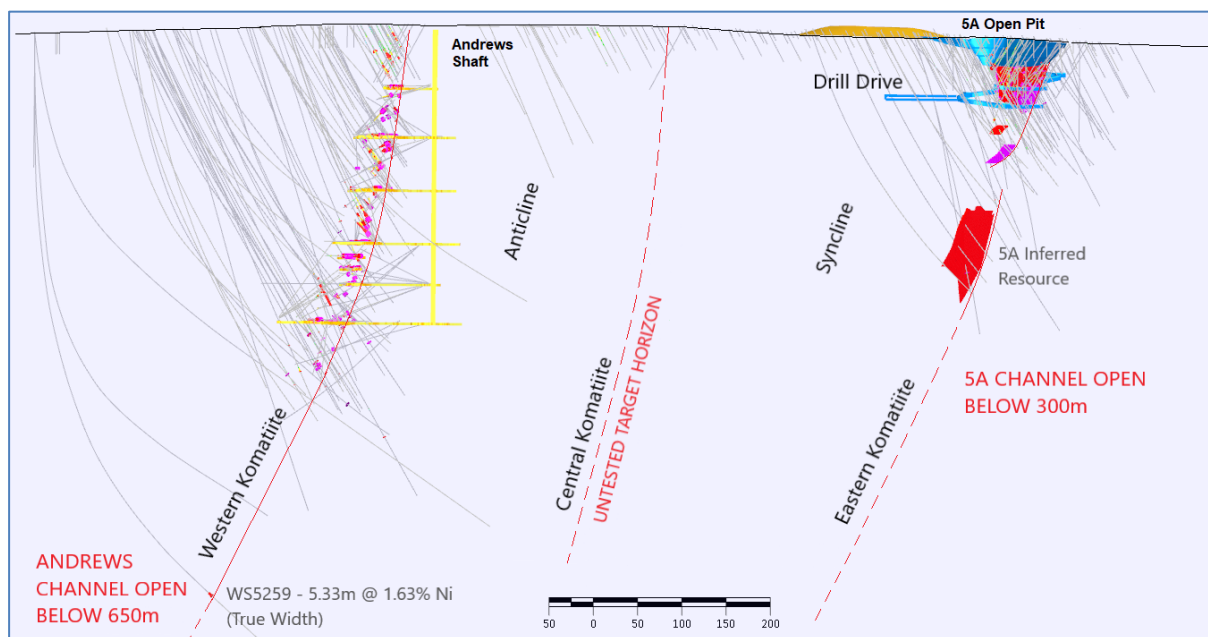 5A Open Pit
Andrews
Shaft
Drill Drive
Anticline
Syncline
5A Inferred
Resource
Central Komatiite
UNTESTED TARGET HORIZON
5A CHANNEL OPEN
BELOW 300m
Western Komatiite
Eastern Komatiite
ANDREWS
CHANNEL OPEN
BELOW 650m
WS5259 - 5.33m @ 1.63% Ni
(True Width)
50 0 50 100 150 200